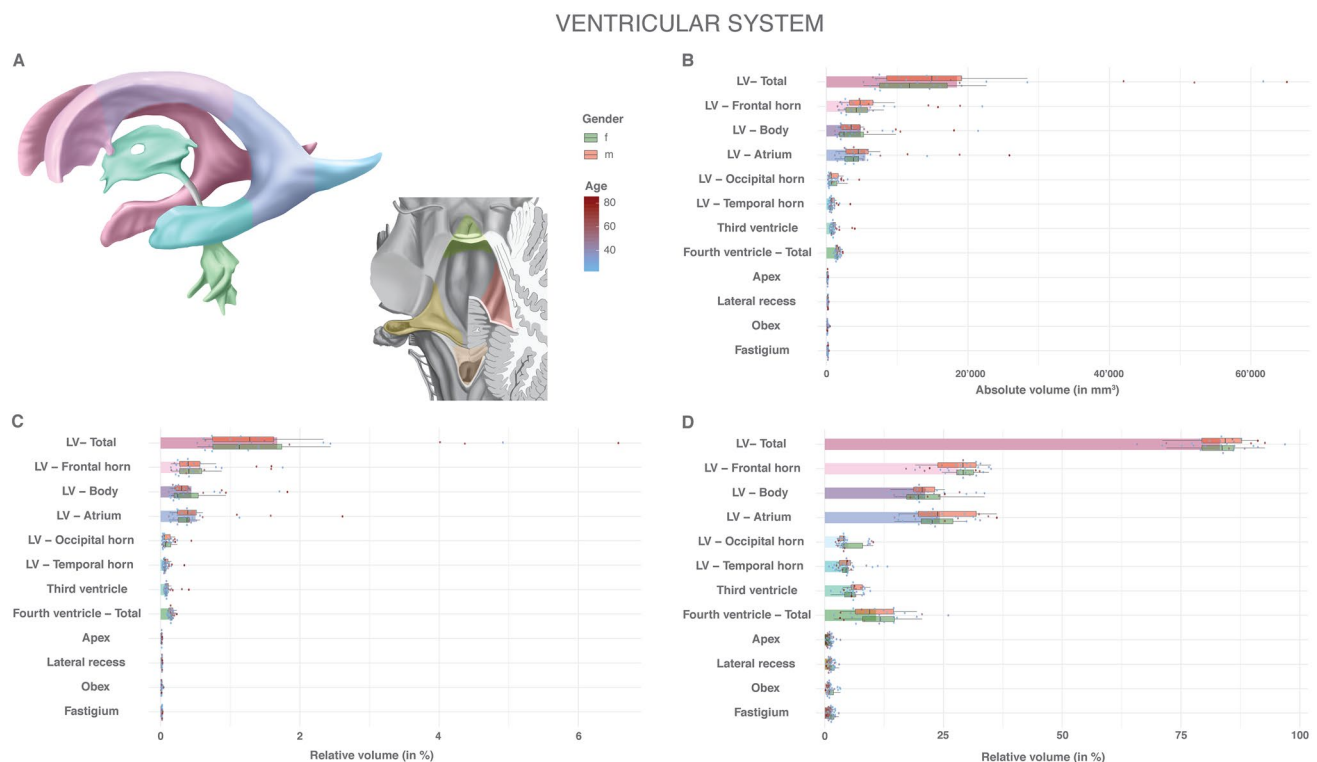 VENTRICULAR SYSTEM
A
Gender
f
m
Age
80
60
40
B
LV– Total
LV – Frontal horn
LV – Body
LV – Atrium
LV – Occipital horn
LV – Temporal horn
Third ventricle
Fourth ventricle – Total
Apex
Lateral recess
Obex
Fastigium
0
20'000
40'000
60'000
Absolute volume (in mm³)
C
LV– Total
LV – Frontal horn
LV – Body
LV – Atrium
LV – Occipital horn
LV – Temporal horn
Third ventricle
Fourth ventricle – Total
Apex
Lateral recess
Obex
Fastigium
0
2
4
6
Relative volume (in %)
D
LV– Total
LV – Frontal horn
LV – Body
LV – Atrium
LV – Occipital horn
LV – Temporal horn
Third ventricle
Fourth ventricle – Total
Apex
Lateral recess
Obex
Fastigium
0
25
50
75
100
Relative volume (in %)